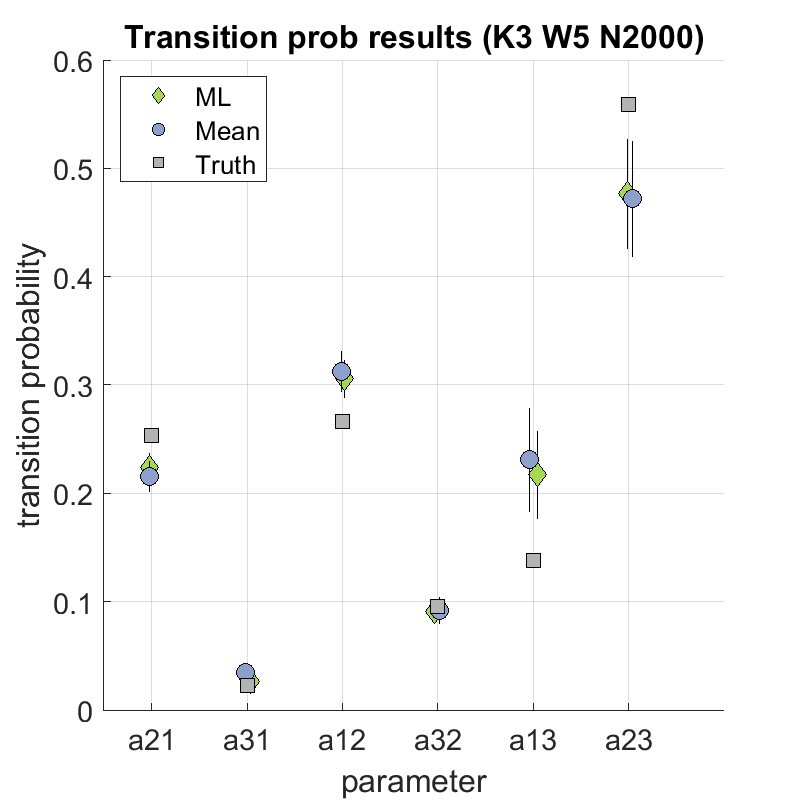 Transition prob results (K3 W5 N2000)
ML
Mean
Truth
0.6
0.5
0.4
0.3
0.2
0.1
0
transition probability
a21 a31 a12 a32 a13 a23
parameter